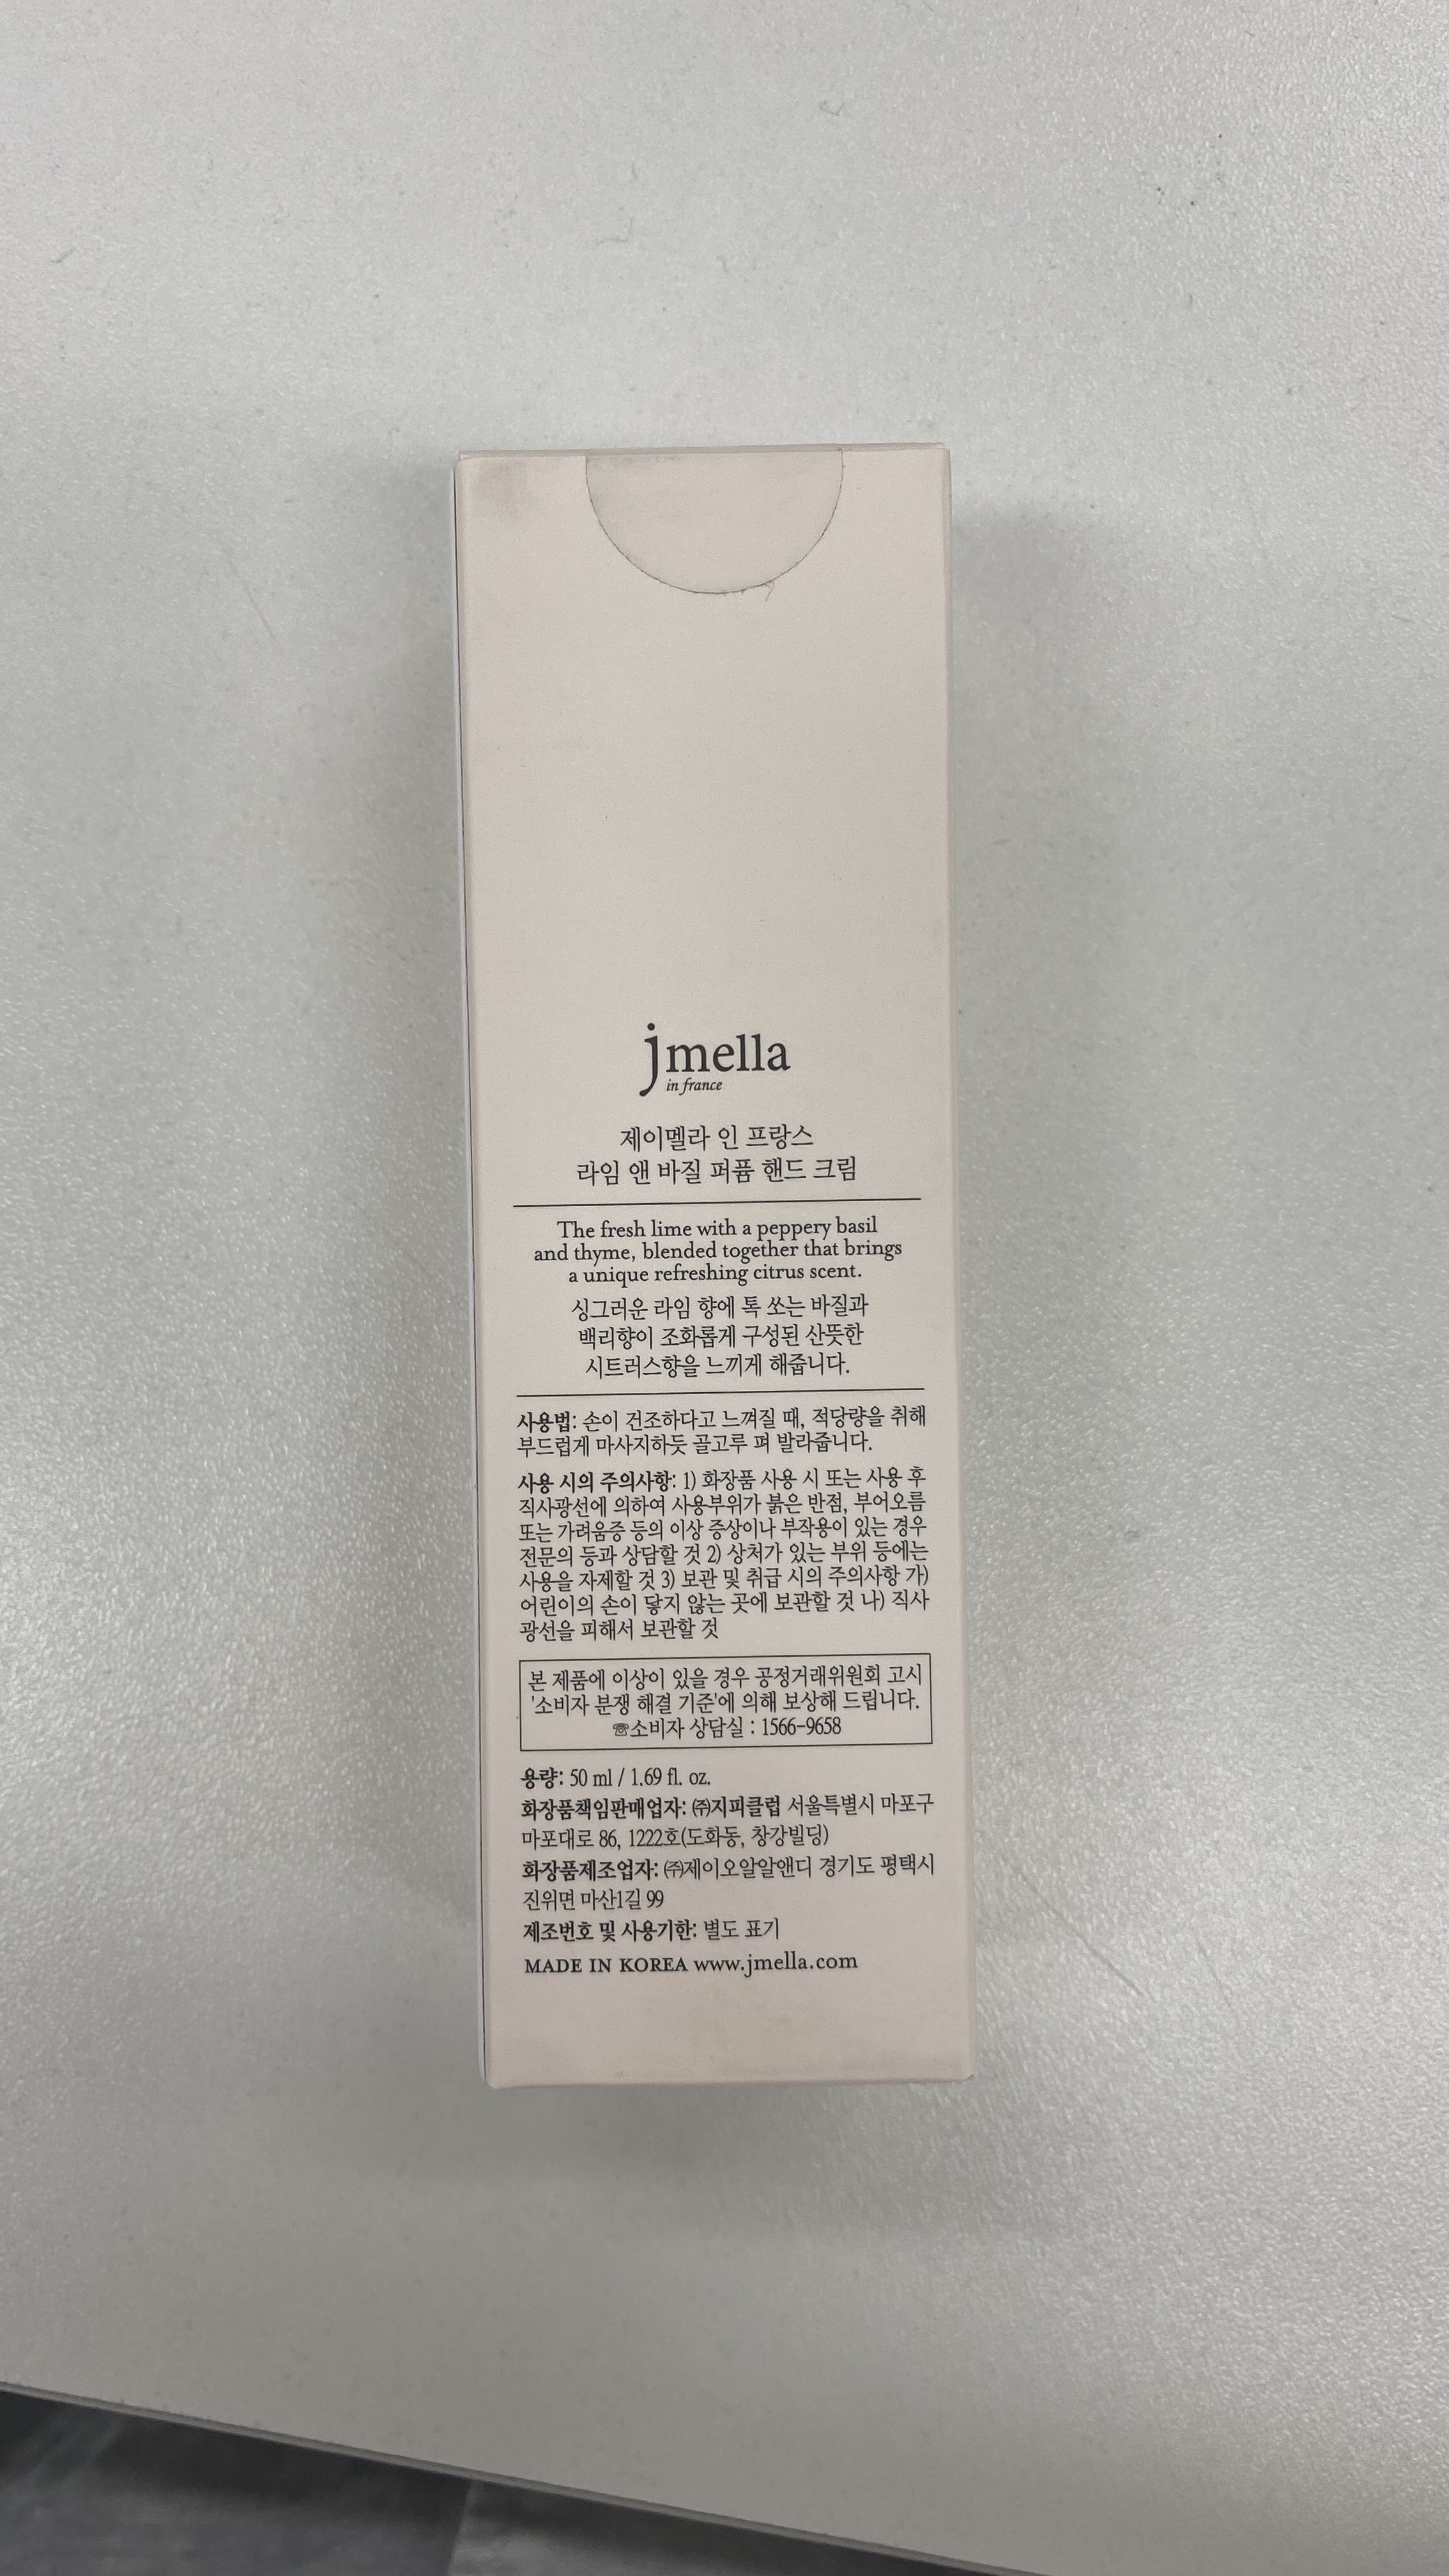 jmella
in france
제이멜라 인 프랑스
라임 앤 바질 퍼퓸 핸드 크림
The fresh lime with a peppery basil
and thyme, blended together that brings
a unique refreshing citrus scent.
싱그러운 라임 향에 톡 쏘는 바질과
백리향이 조화롭게 구성된 산뜻한
시트러스향을 느끼게 해줍니다.
사용법: 손이 건조하다고 느껴질 때, 적당량을 취해
부드럽게 마사지하듯 골고루 펴 발라줍니다.
사용 시의 주의사항: 1) 화장품 사용 시 또는 사용 후
직사광선에 의하여 사용부위가 붉은 반점, 부어오름
또는 가려움증 등의 이상 증상이나 부작용이 있는 경우
전문의 등과 상담할 것 2) 상처가 있는 부위 등에는
사용을 자제할 것 3) 보관 및 취급 시의 주의사항 가)
어린이의 손이 닿지 않는 곳에 보관할 것 나) 직사
광선을 피해서 보관할 것
본 제품에 이상이 있을 경우 공정거래위원회 고시
'소비자 분쟁 해결 기준'에 의해 보상해 드립니다.
☎소비자 상담실 : 1566-9658
용량: 50 ml / 1.69 fl. oz.
화장품책임판매업자: ㈜지피클럽 서울특별시 마포구
마포대로 86, 1222호(도화동, 창강빌딩)
화장품제조업자: ㈜제이오알알앤디 경기도 평택시
진위면 마산1길 99
제조번호 및 사용기한: 별도 표기
MADE IN KOREA www.jmella.com